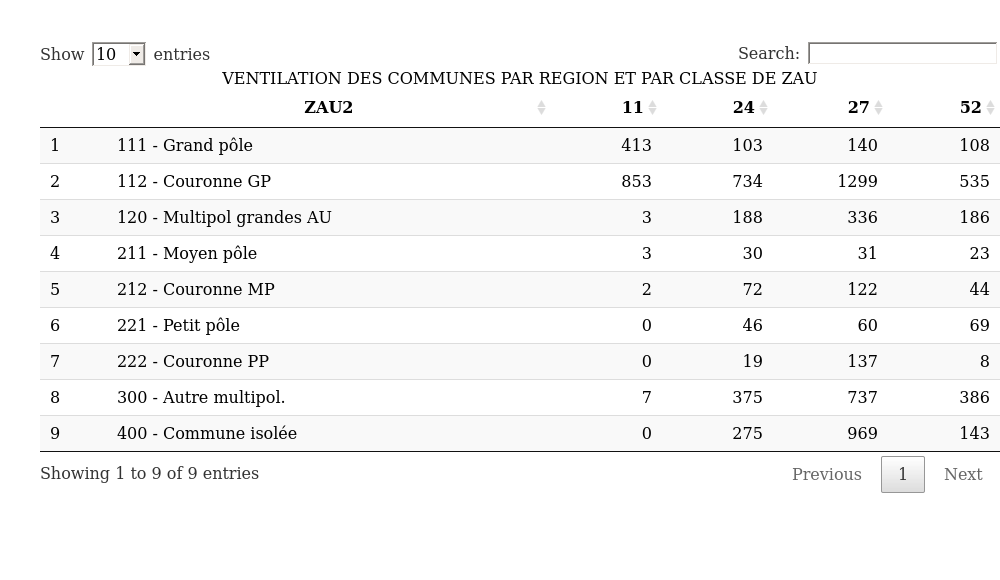 Show 10 entries Search:
VENTILATION DES COMMUNES PAR REGION ET PAR CLASSE DE ZAU
ZAU2 11 24 27 52
1 111 - Grand pôle 413 103 140 108
2 112 - Couronne GP 853 734 1299 535
3 120 - Multipol grandes AU 3 188 336 186
4 211 - Moyen pôle 3 30 31 23
5 212 - Couronne MP 2 72 122 44
6 221 - Petit pôle 0 46 60 69
7 222 - Couronne PP 0 19 137 8
8 300 - Autre multipol. 7 375 737 386
9 400 - Commune isolée 0 275 969 143
Showing 1 to 9 of 9 entries Previous 1 Next